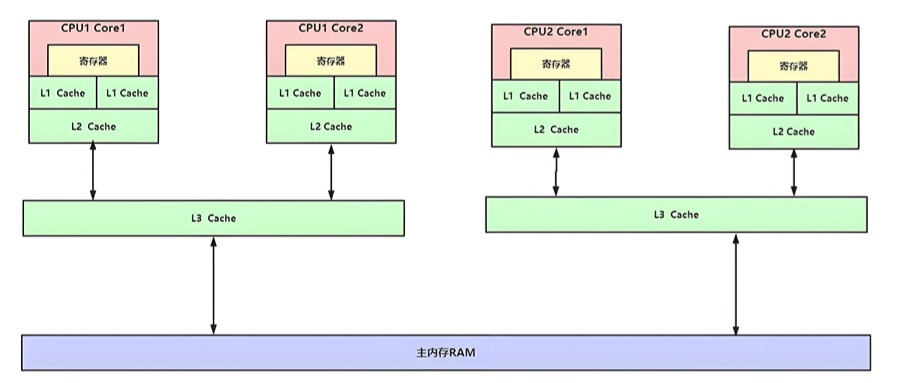 CPU1 Core1
寄存器
L1 Cache
L1 Cache
L2 Cache
CPU1 Core2
寄存器
L1 Cache
L1 Cache
L2 Cache
CPU2 Core1
寄存器
L1 Cache
L1 Cache
L2 Cache
CPU2 Core2
寄存器
L1 Cache
L1 Cache
L2 Cache
L3 Cache
L3 Cache
主内存RAM